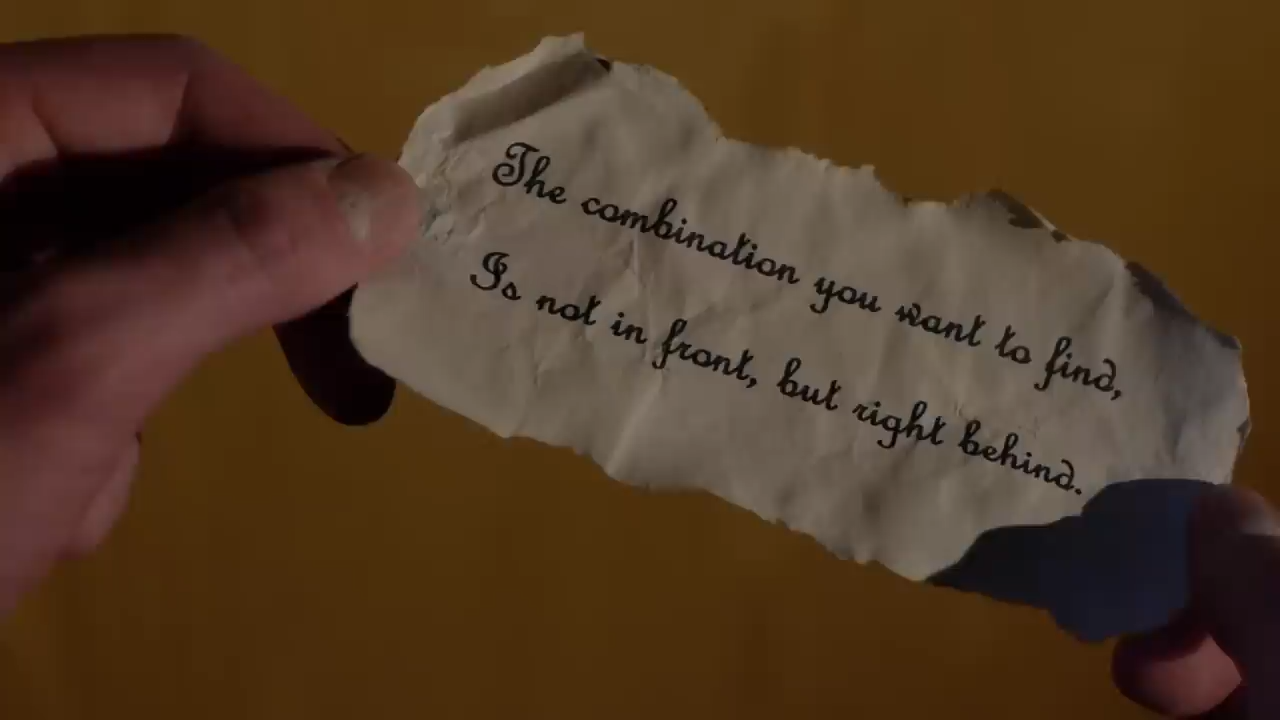 The combination you want to find,
Is not in front, but right behind.